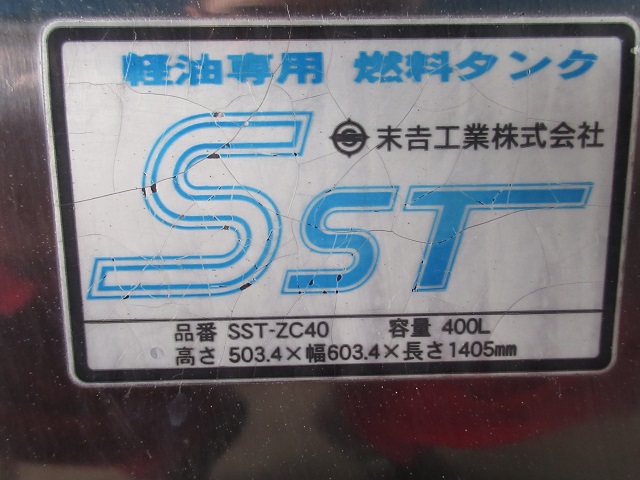 軽油専用 燃料タンク
末吉工業株式会社
SST
品番 SST-ZC40 容量 400L
高さ 503.4×幅603.4×長さ1405mm